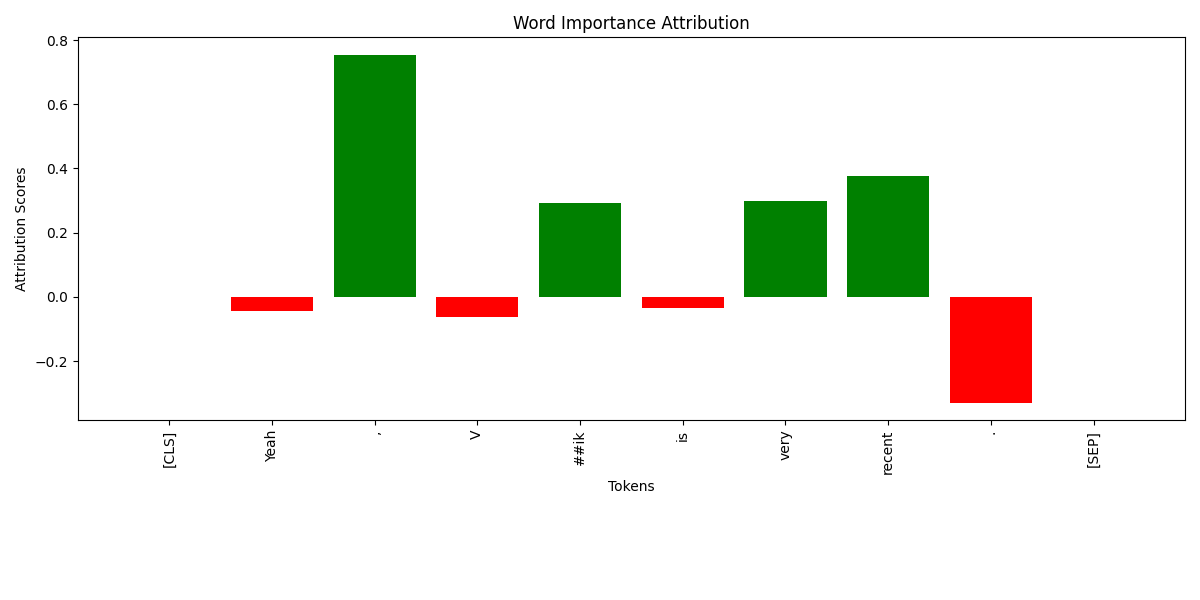 Word Importance Attribution
Attribution Scores
0.8
0.6
0.4
0.2
0.0
−0.2
[CLS]
Yeah
,
V
##ik
is
very
recent
.
[SEP]
Tokens